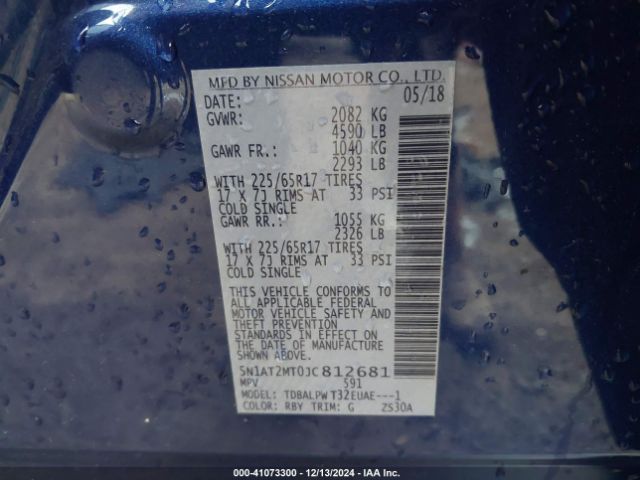 MFD BY NISSAN MOTOR CO., LTD.
DATE: 05/18
GVWR: 2082 KG
4590 LB
GAWR FR.: 1040 KG
2293 LB
WITH 225/65R17 TIRES
17 X 7J RIMS AT 33 PSI
COLD SINGLE
GAWR RR.: 1055 KG
2326 LB
WITH 225/65R17 TIRES
17 X 7J RIMS AT 33 PSI
COLD SINGLE
THIS VEHICLE CONFORMS TO
ALL APPLICABLE FEDERAL
MOTOR VEHICLE SAFETY AND
THEFT PREVENTION
STANDARDS IN EFFECT ON THE
DATE OF MANUFACTURE
SHOWN ABOVE.
5N1AT2MT0JC812681
MPV 591
MODEL: TDBALPW T32EUAE---1
COLOR: RBY TRIM: G ZS30A
000-41073300 - 12/13/2024 - IAA Inc.